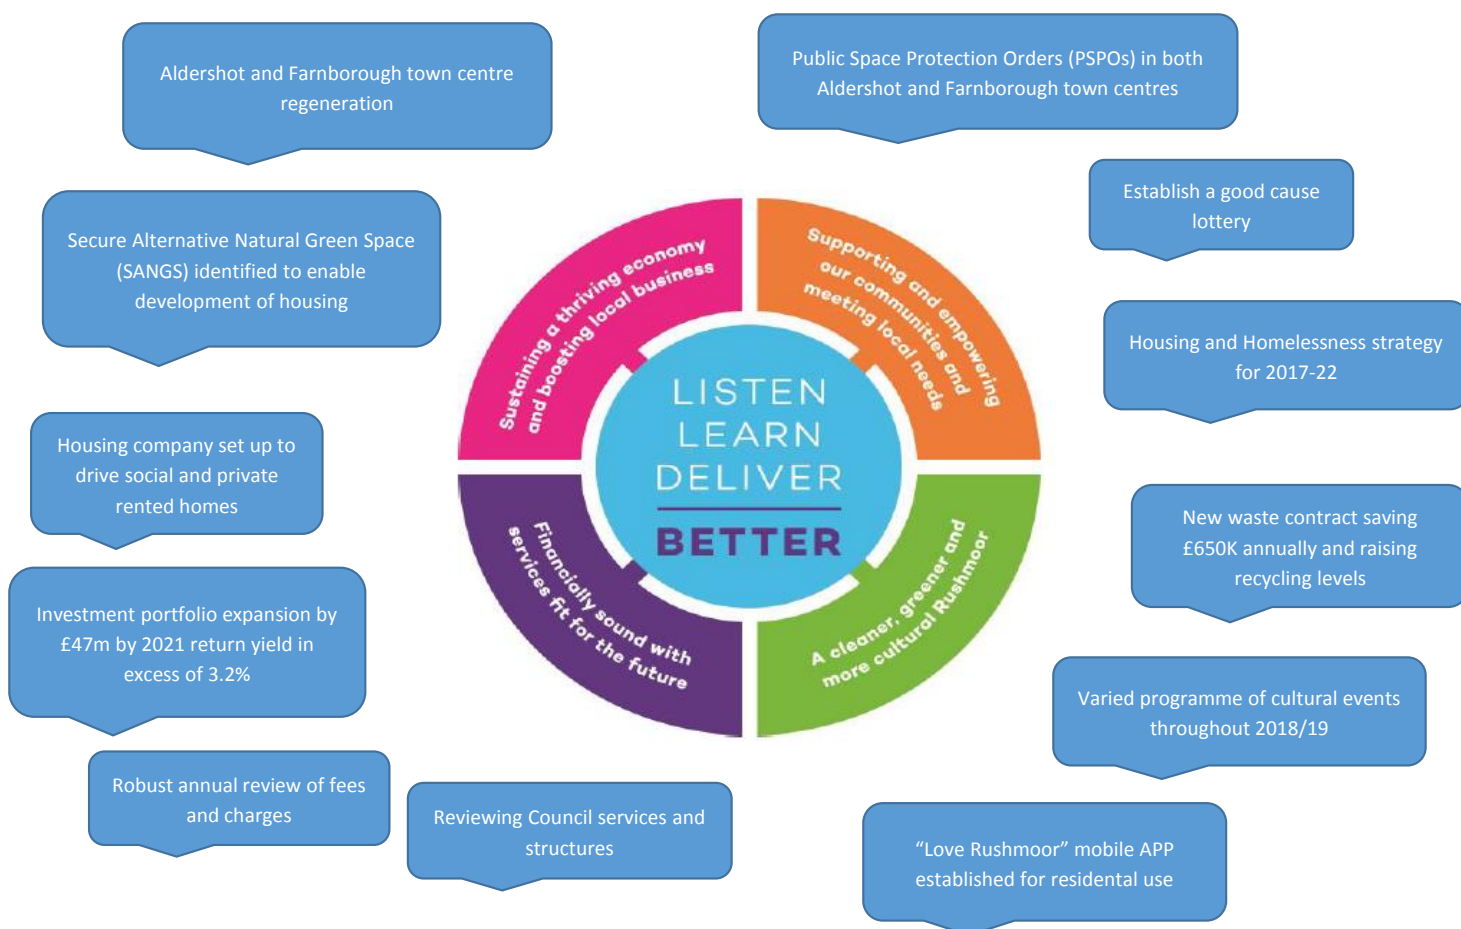 Aldershot and Farnborough town centre
regeneration
Public Space Protection Orders (PSPOs) in both
Aldershot and Farnborough town centres
Establish a good cause
lottery
Secure Alternative Natural Green Space
(SANGS) identified to enable
development of housing
Housing and Homelessness strategy
for 2017-22
Sustaining a thriving economy
and boosting local business
Supporting and empowering
our communities and
meeting local needs
LISTEN
LEARN
DELIVER
BETTER
Financially sound with
services fit for the future
A cleaner, greener and
more cultural Rushmoor
Housing company set up to
drive social and private
rented homes
New waste contract saving
£650K annually and raising
recycling levels
Investment portfolio expansion by
£47m by 2021 return yield in
excess of 3.2%
Varied programme of cultural events
throughout 2018/19
Robust annual review of fees
and charges
Reviewing Council services and
structures
“Love Rushmoor” mobile APP
established for residental use